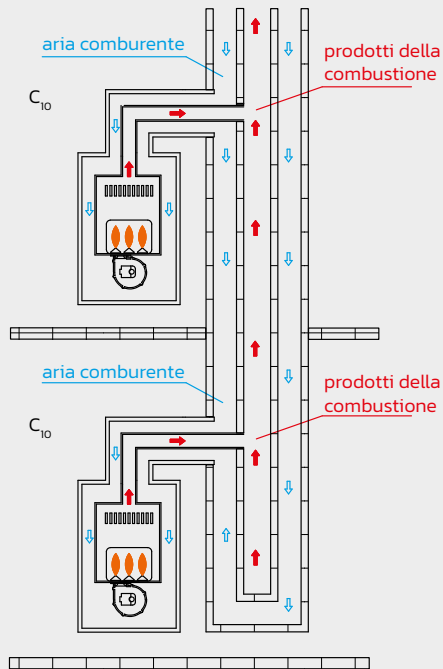 aria comburente
prodotti della
combustione
C10
aria comburente
prodotti della
combustione
C10